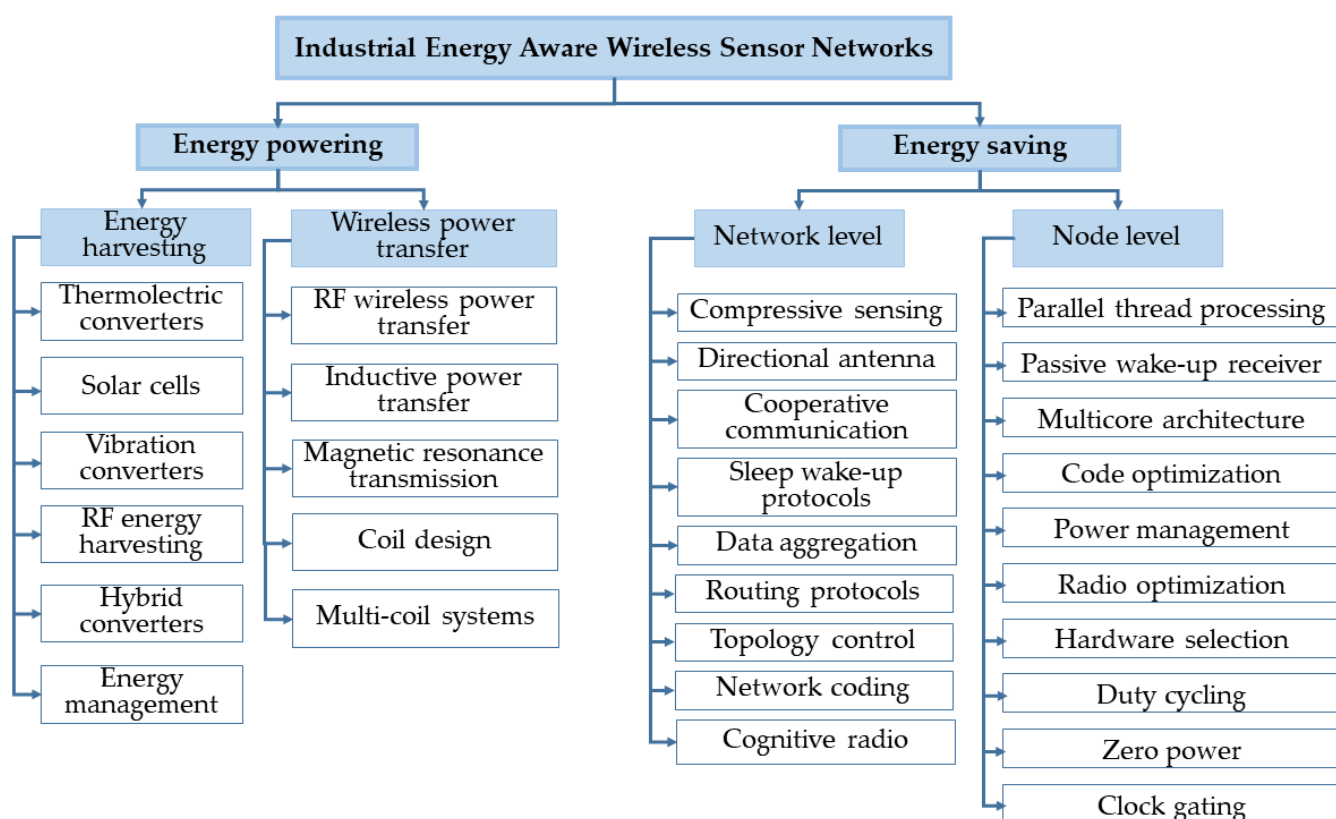 Industrial Energy Aware Wireless Sensor Networks
Energy powering
Energy saving
Energy
harvesting
Thermolectric
converters
Solar cells
Vibration
converters
RF energy
harvesting
Hybrid
converters
Energy
management
Wireless power
transfer
RF wireless power
transfer
Inductive power
transfer
Magnetic resonance
transmission
Coil design
Multi-coil systems
Network level
Compressive sensing
Directional antenna
Cooperative
communication
Sleep wake-up
protocols
Data aggregation
Routing protocols
Topology control
Network coding
Cognitive radio
Node level
Parallel thread processing
Passive wake-up receiver
Multicore architecture
Code optimization
Power management
Radio optimization
Hardware selection
Duty cycling
Zero power
Clock gating